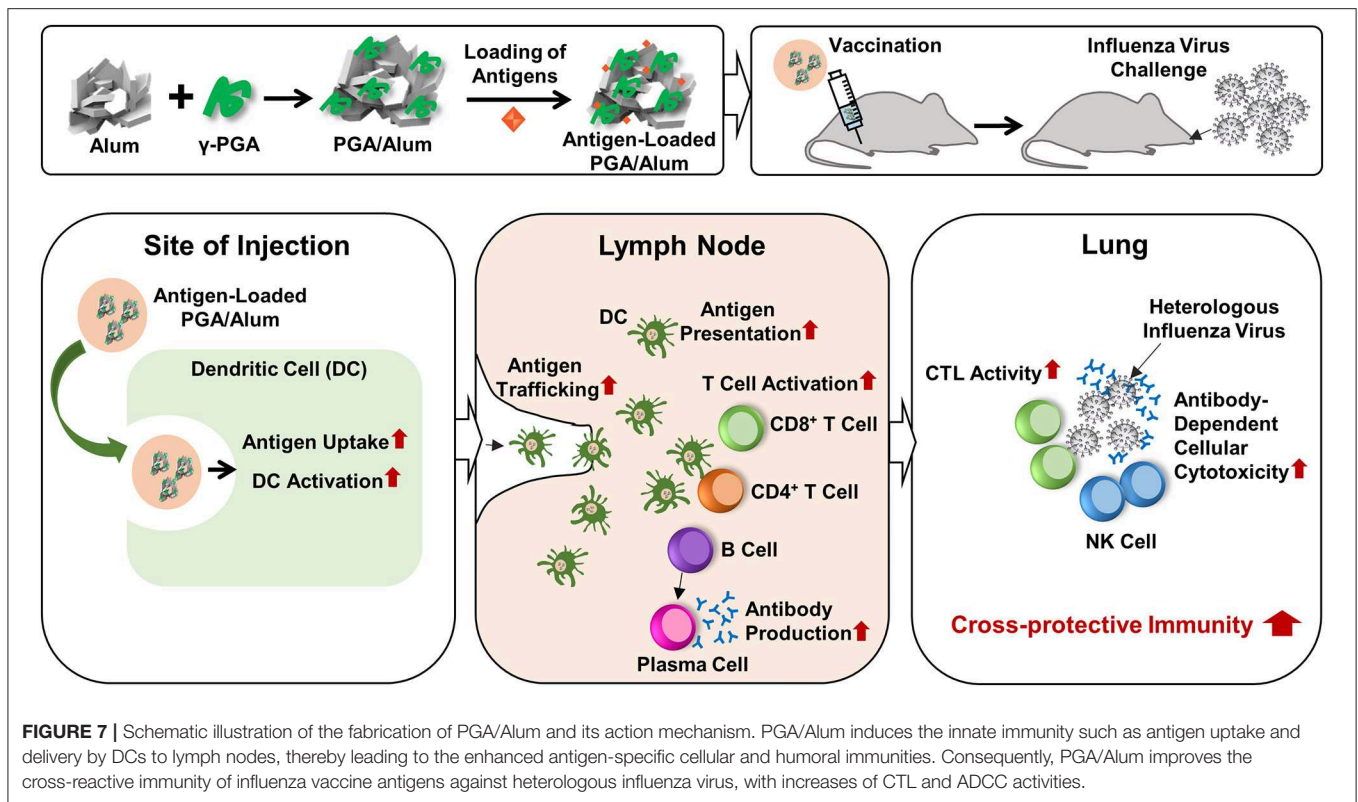 Alum
γ-PGA
PGA/Alum
Loading of
Antigens
Antigen-Loaded
PGA/Alum
Vaccination
Influenza Virus
Challenge
Site of Injection
Antigen-Loaded
PGA/Alum
Dendritic Cell (DC)
Antigen Uptake
DC Activation
Lymph Node
DC
Antigen
Presentation
Antigen
Trafficking
T Cell Activation
CD8⁺ T Cell
CD4⁺ T Cell
B Cell
Antibody
Production
Plasma Cell
Lung
Heterologous
Influenza Virus
CTL Activity
Antibody-
Dependent
Cellular
Cytotoxicity
NK Cell
Cross-protective Immunity
FIGURE 7 | Schematic illustration of the fabrication of PGA/Alum and its action mechanism. PGA/Alum induces the innate immunity such as antigen uptake and
delivery by DCs to lymph nodes, thereby leading to the enhanced antigen-specific cellular and humoral immunities. Consequently, PGA/Alum improves the
cross-reactive immunity of influenza vaccine antigens against heterologous influenza virus, with increases of CTL and ADCC activities.